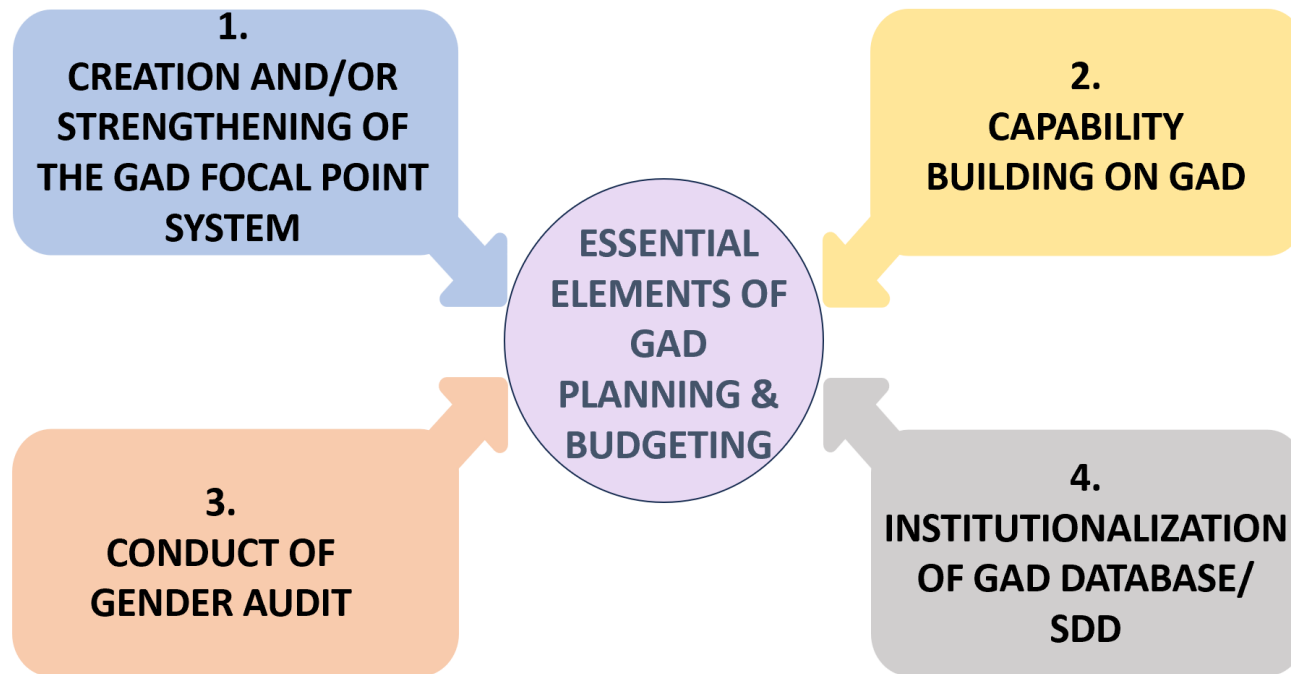 1.
CREATION AND/OR
STRENGTHENING OF
THE GAD FOCAL POINT
SYSTEM
2.
CAPABILITY
BUILDING ON GAD
ESSENTIAL
ELEMENTS OF
GAD
PLANNING &
BUDGETING
3.
CONDUCT OF
GENDER AUDIT
4.
INSTITUTIONALIZATION
OF GAD DATABASE/
SDD